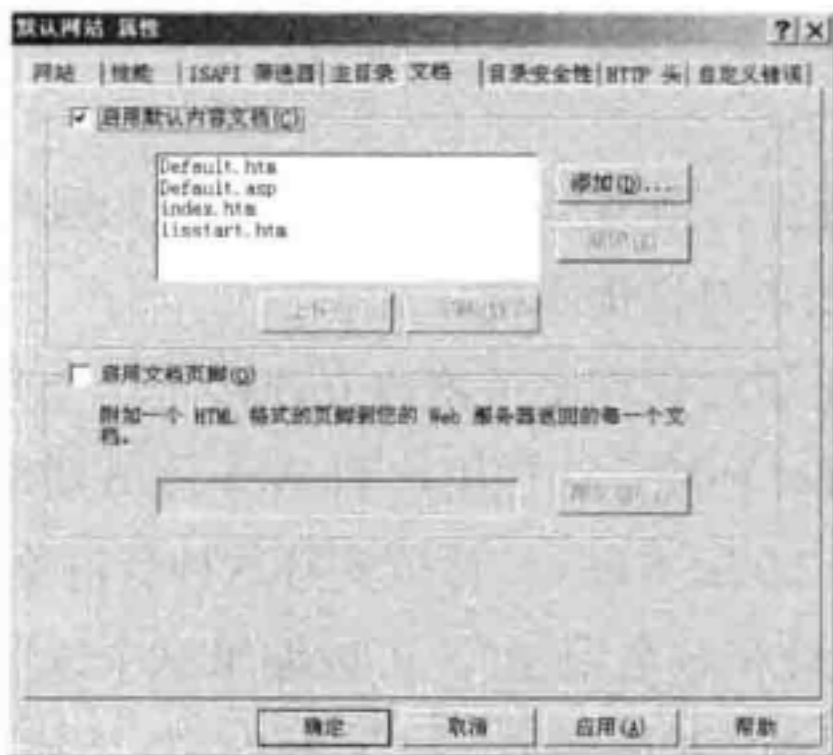 默认网站 属性
网站 性能 ISAPI 筛选器 主目录 文档 目录安全性 HTTP 头 自定义错误
启用默认内容文档(C)
Default.htm
Default.asp
index.htm
iisstart.htm
添加(D)...
启用文档页脚(O)
附加一个 HTML 格式的页脚到您的 Web 服务器返回的每一个文
档。
确定 取消 应用(A) 帮助